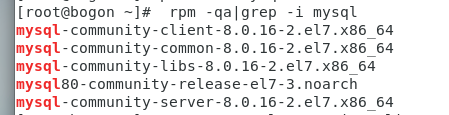 [root@bogon ~]#  rpm -qa|grep -i mysql
mysql-community-client-8.0.16-2.el7.x86_64
mysql-community-common-8.0.16-2.el7.x86_64
mysql-community-libs-8.0.16-2.el7.x86_64
mysql80-community-release-el7-3.noarch
mysql-community-server-8.0.16-2.el7.x86_64